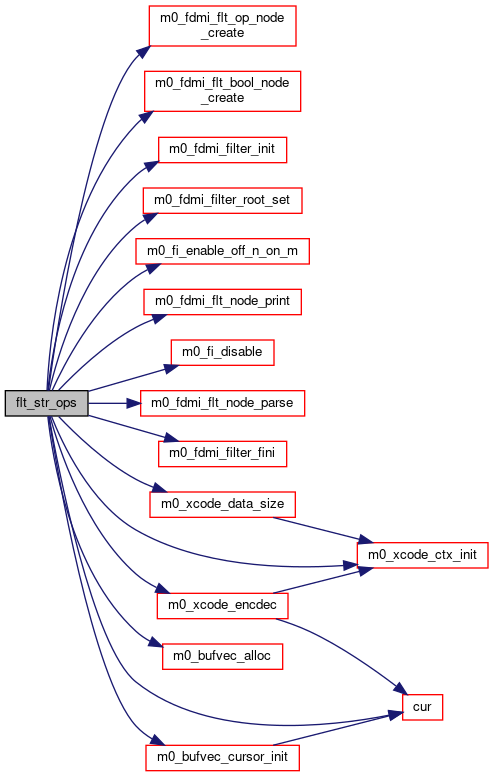 m0_fdmi_flt_op_node
_create
m0_fdmi_flt_bool_node
_create
m0_fdmi_filter_init
m0_fdmi_filter_root_set
m0_fi_enable_off_n_on_m
m0_fdmi_flt_node_print
m0_fi_disable
flt_str_ops
m0_fdmi_flt_node_parse
m0_fdmi_filter_fini
m0_xcode_data_size
m0_xcode_ctx_init
m0_xcode_encdec
m0_bufvec_alloc
cur
m0_bufvec_cursor_init